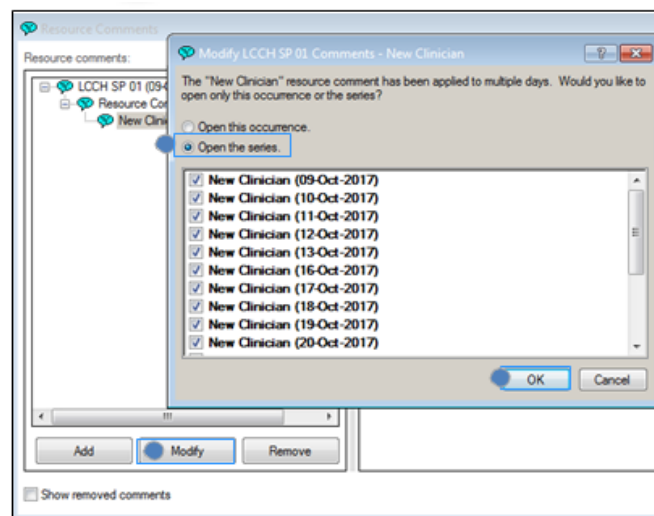 Resource Comments
Resource comments:
LCCH SP 01 (09-
Resource Co
New Clini
Modify LCCH SP 01 Comments - New Clinician
The "New Clinician" resource comment has been applied to multiple days. Would you like to
open only this occurrence or the series?
Open this occurrence.
Open the series.
New Clinician (09-Oct-2017)
New Clinician (10-Oct-2017)
New Clinician (11-Oct-2017)
New Clinician (12-Oct-2017)
New Clinician (13-Oct-2017)
New Clinician (16-Oct-2017)
New Clinician (17-Oct-2017)
New Clinician (18-Oct-2017)
New Clinician (19-Oct-2017)
New Clinician (20-Oct-2017)
OK Cancel
Add Modify Remove
Show removed comments